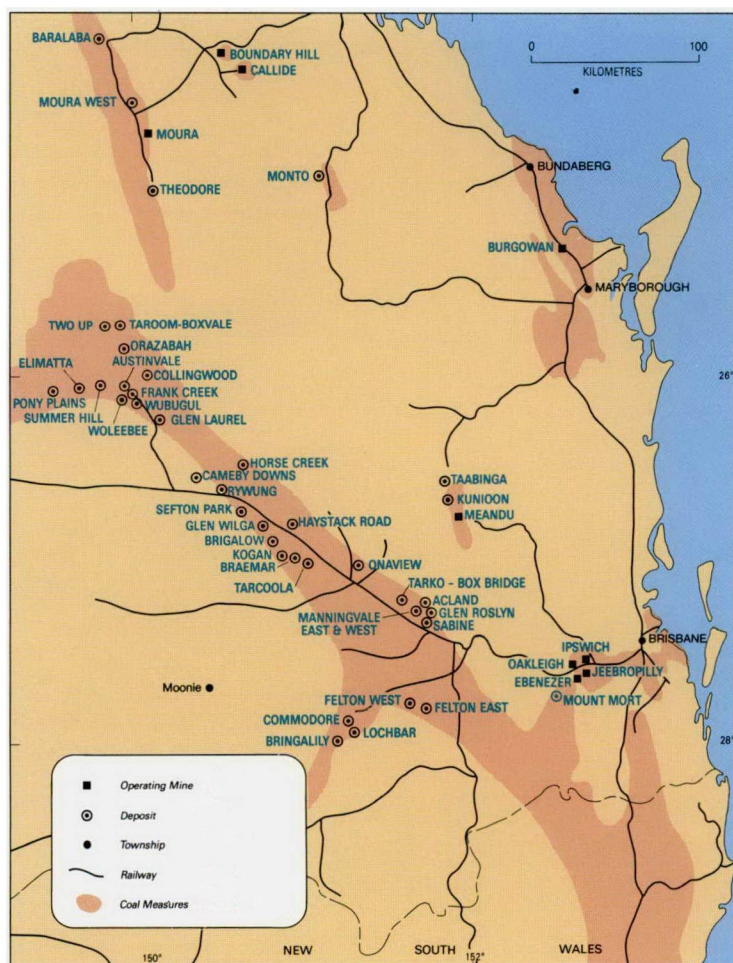 BARALABA
BOUNDARY HILL
CALLIDE
0 100
KILOMETRES
MOURA WEST
MOURA
THEODORE
MONTO
BUNDABERG
BURGOWAN
MARYBOROUGH
TWO UP
TAROOM-BOXVALE
ORAZABAH
ELIMATTA
AUSTINVALE
COLLINGWOOD
26°
FRANK CREEK
PONY PLAINS
WUBUGUL
SUMMER HILL
GLEN LAUREL
WOLEEBEE
HORSE CREEK
CAMEBY DOWNS
TAABINGA
RYWUNG
KUNIOON
SEFTON PARK
MEANDU
GLEN WILGA
HAYSTACK ROAD
BRIGALOW
KOGAN
BRAEMAR
ONAVIEW
TARCOOLA
TARKO - BOX BRIDGE
ACLAND
MANNINGVALE
EAST & WEST
GLEN ROSLYN
SABINE
BRISBANE
IPSWICH
OAKLEIGH
JEEBROPILLY
EBENEZER
Moonie
MOUNT MORT
FELTON WEST
FELTON EAST
COMMODORE
LOCHBAR
BRINGALILY
28°
Operating Mine
Deposit
Township
Railway
Coal Measures
150° NEW SOUTH 152° WALES